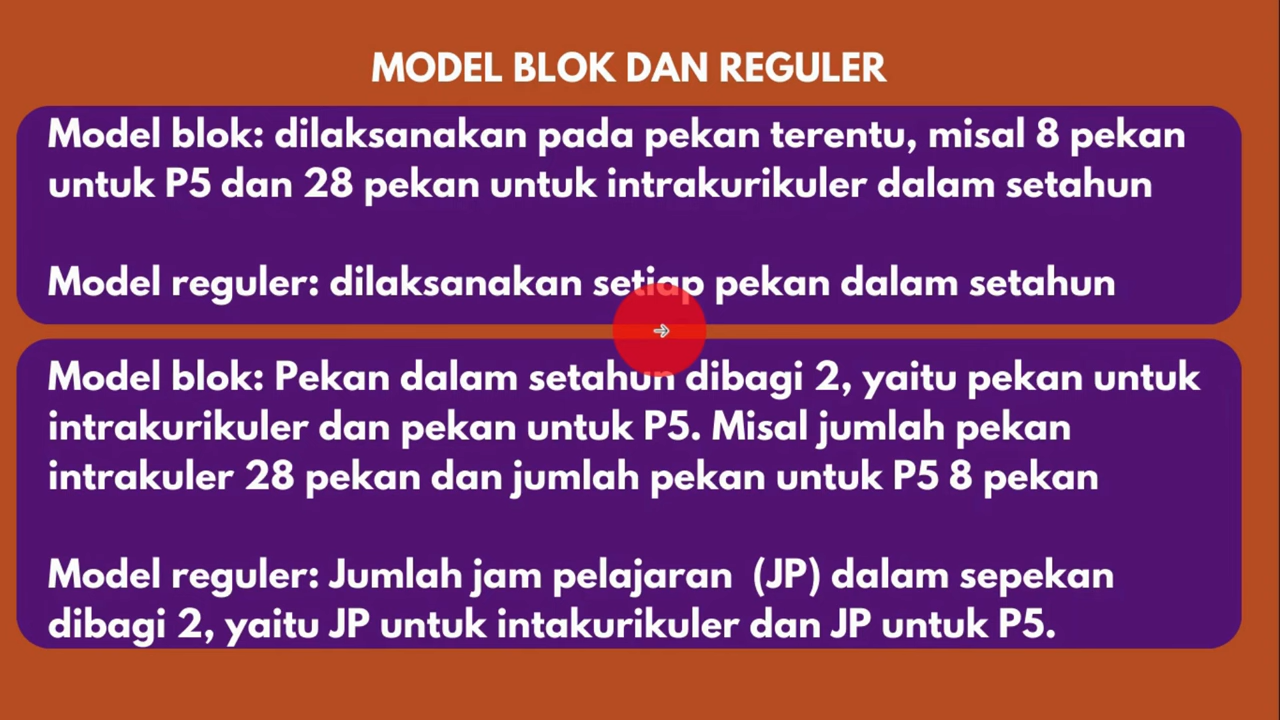 MODEL BLOK DAN REGULER
Model blok: dilaksanakan pada pekan terentu, misal 8 pekan
untuk P5 dan 28 pekan untuk intrakurikuler dalam setahun
Model reguler: dilaksanakan setiap pekan dalam setahun
Model blok: Pekan dalam setahun dibagi 2, yaitu pekan untuk
intrakurikuler dan pekan untuk P5. Misal jumlah pekan
intrakuler 28 pekan dan jumlah pekan untuk P5 8 pekan
Model reguler: Jumlah jam pelajaran (JP) dalam sepekan
dibagi 2, yaitu JP untuk intakurikuler dan JP untuk P5.